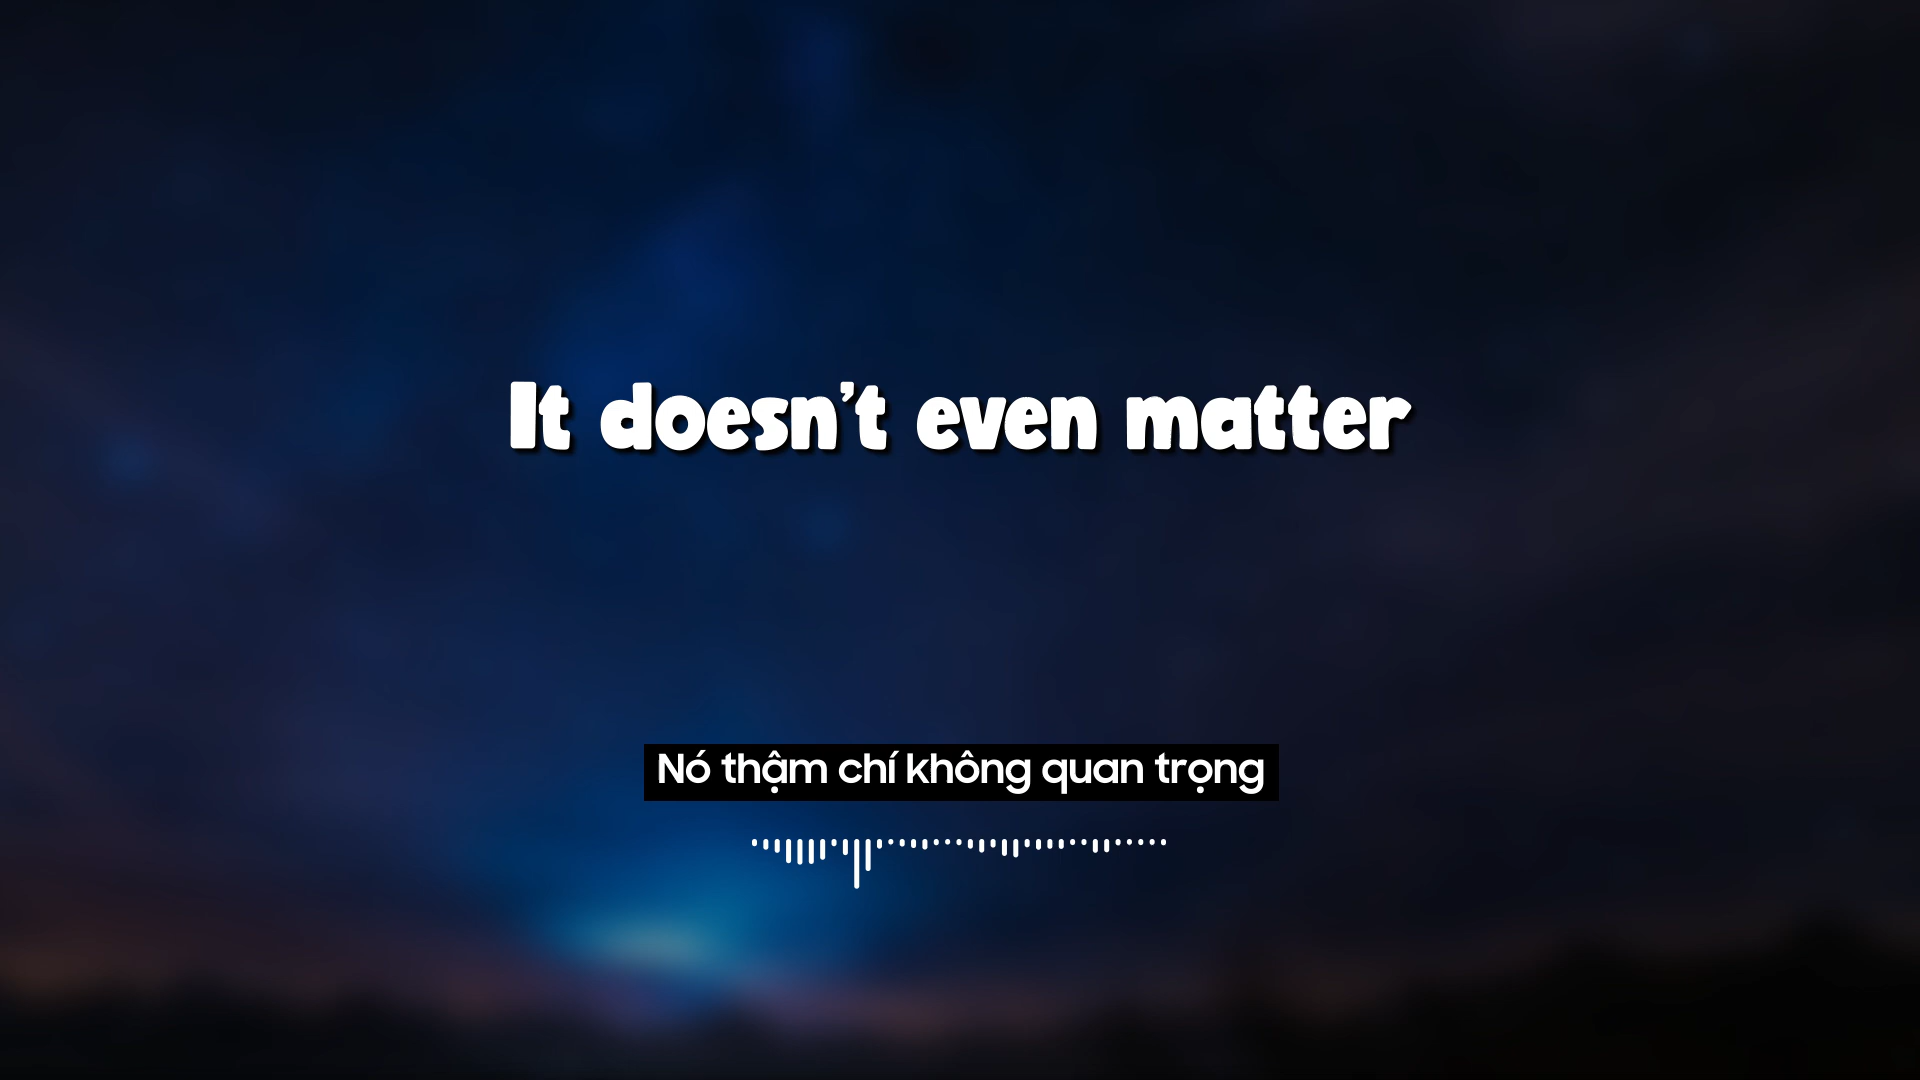 It doesn't even matter
Nó thậm chí không quan trọng